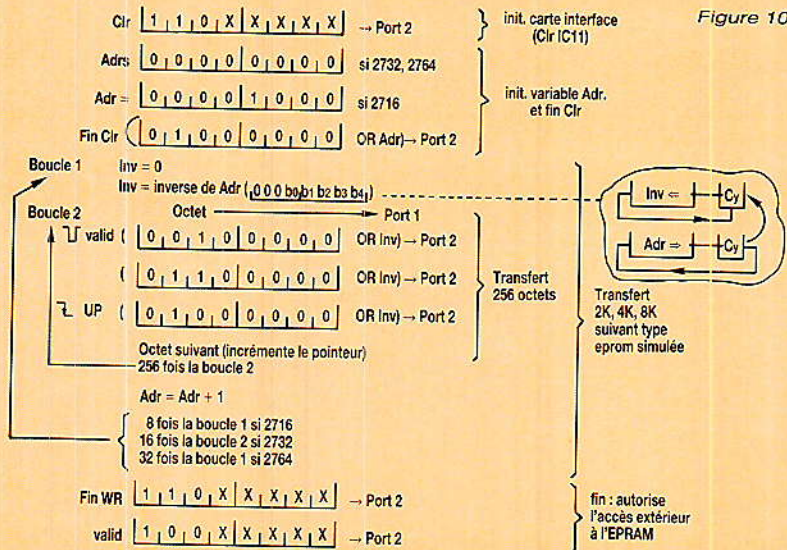 Figure 10
Clr 1 1 0 X X X X X → Port 2
init. carte interface
(Clr IC11)
Adrs 0 0 0 0 0 0 0 0 si 2732, 2764
Adr = 0 0 0 0 1 0 0 0 si 2716
init. variable Adr.
et fin Clr
Fin Clr ( 0 1 0 0 0 0 0 0 OR Adr) → Port 2
Boucle 1 Inv = 0
Inv = inverse de Adr ( 0 0 0 b0 b1 b2 b3 b4 )
Inv ⇐ Cy
Adr ⇒ Cy
Boucle 2 Octet → Port 1
valid ( 0 0 1 0 0 0 0 0 OR Inv) → Port 2
( 0 1 1 0 0 0 0 0 OR Inv) → Port 2
UP ( 0 1 0 0 0 0 0 0 OR Inv) → Port 2
Transfert
256 octets
Transfert
2K, 4K, 8K
suivant type
eprom simulée
Octet suivant (incrémente le pointeur)
256 fois la boucle 2
Adr = Adr + 1
8 fois la boucle 1 si 2716
16 fois la boucle 2 si 2732
32 fois la boucle 1 si 2764
Fin WR 1 1 0 X X X X X → Port 2
valid 1 0 0 X X X X X → Port 2
fin : autorise
l'accès extérieur
à l'EPRAM